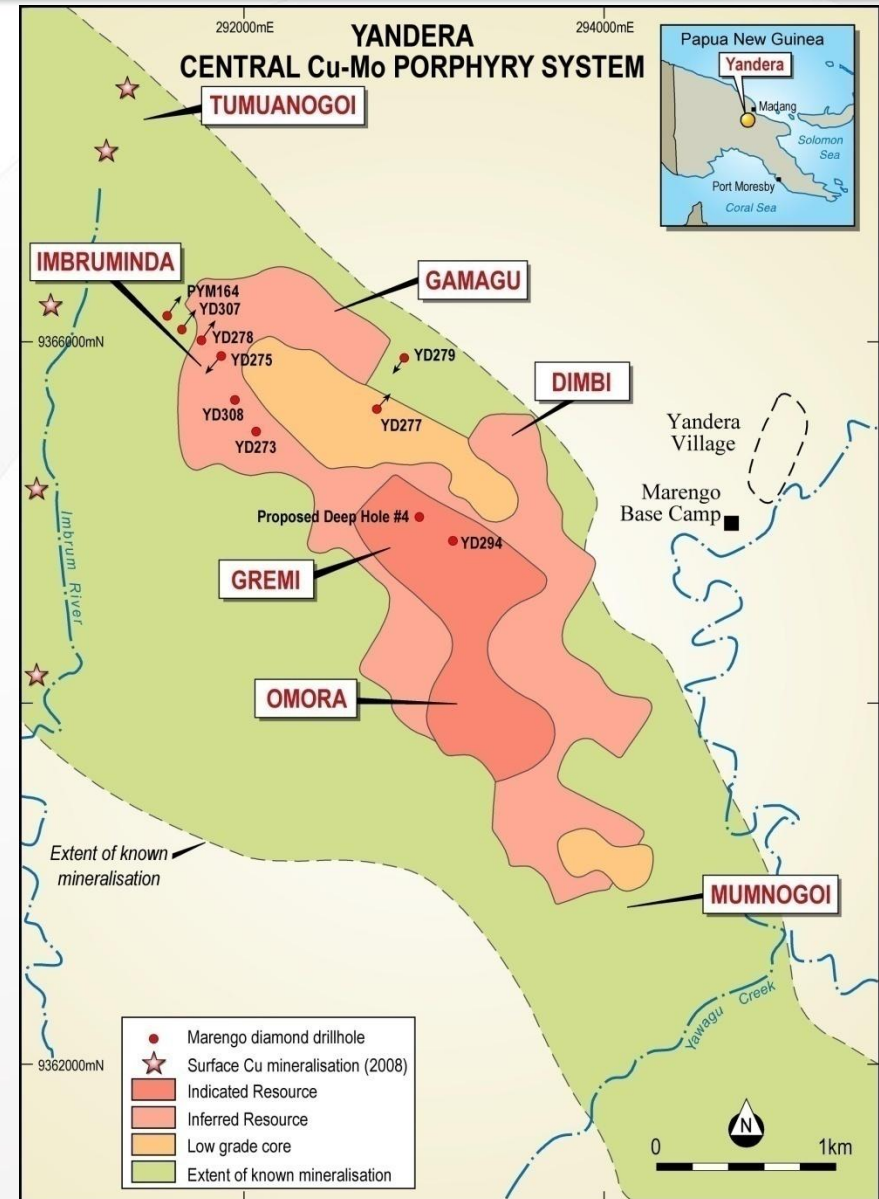 292000mE
294000mE
YANDERA
CENTRAL Cu-Mo PORPHYRY SYSTEM
Papua New Guinea
Yandera
Madang
Solomon
Sea
Port Moresby
Coral Sea
TUMUANOGOI
IMBRUMINDA
GAMAGU
PYM164
YD307
9366000mN
YD278
YD275
YD279
DIMBI
YD308
YD277
YD273
Yandera
Village
Marengo
Base Camp
Proposed Deep Hole #4
YD294
Imbrum River
GREMI
OMORA
Extent of known
mineralisation
MUMNOGOI
Yawagu Creek
9362000mN
Marengo diamond drillhole
Surface Cu mineralisation (2008)
Indicated Resource
Inferred Resource
Low grade core
Extent of known mineralisation
N
0 1km